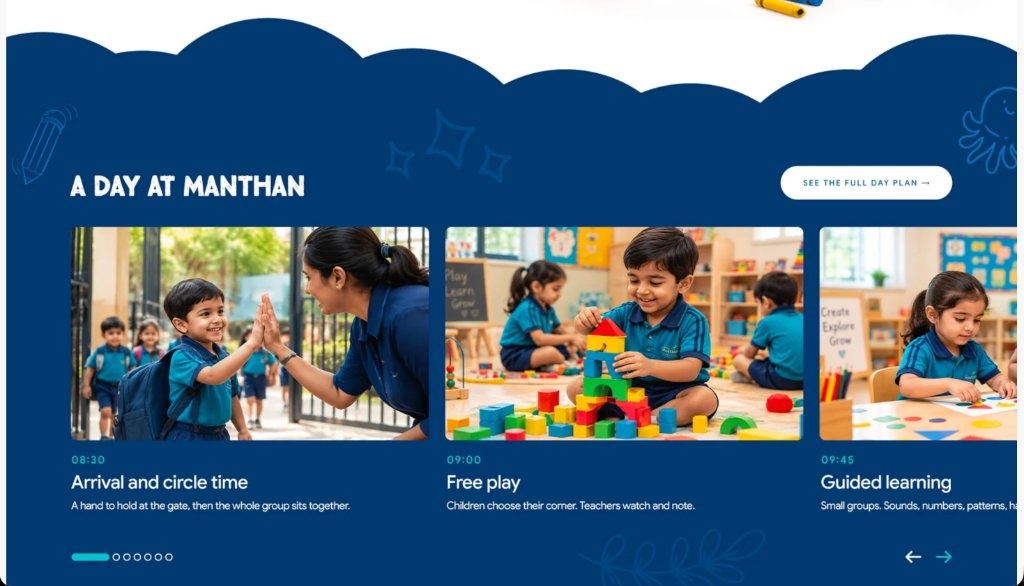 A DAY AT MANTHAN
SEE THE FULL DAY PLAN →
Play
Learn
Grow
Create
Explore
Grow
08:30
Arrival and circle time
A hand to hold at the gate, then the whole group sits together.
09:00
Free play
Children choose their corner. Teachers watch and note.
09:45
Guided learning
Small groups. Sounds, numbers, patterns, ha